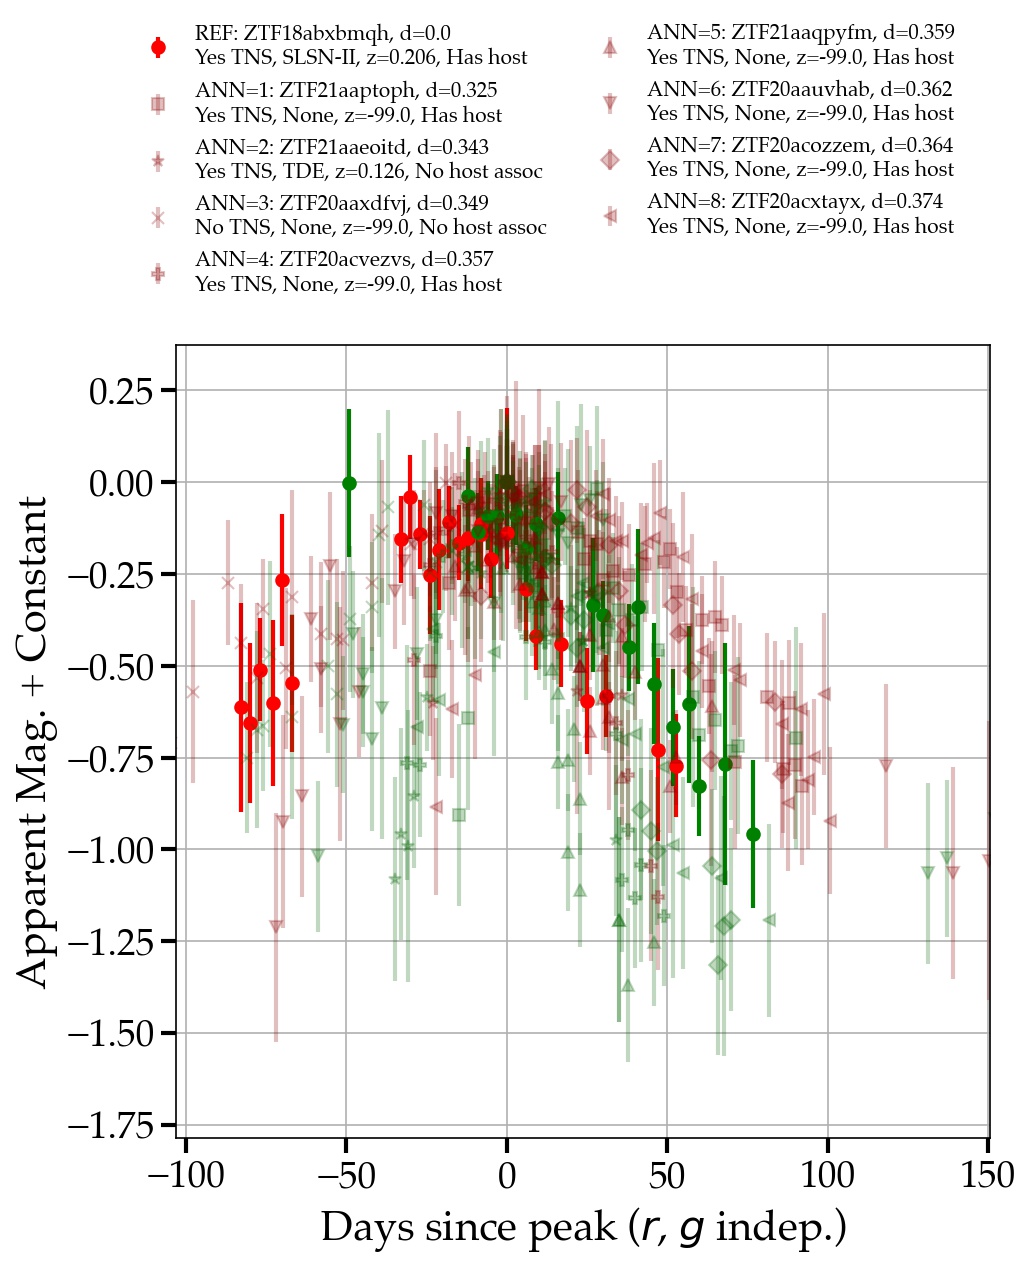 REF: ZTF18abxbmqh, d=0.0
Yes TNS, SLSN-II, z=0.206, Has host
ANN=1: ZTF21aaptoph, d=0.325
Yes TNS, None, z=-99.0, Has host
ANN=2: ZTF21aaeoitd, d=0.343
Yes TNS, TDE, z=0.126, No host assoc
ANN=3: ZTF20aaxdfvj, d=0.349
No TNS, None, z=-99.0, No host assoc
ANN=4: ZTF20acvezvs, d=0.357
Yes TNS, None, z=-99.0, Has host
ANN=5: ZTF21aaqpyfm, d=0.359
Yes TNS, None, z=-99.0, Has host
ANN=6: ZTF20aauvhab, d=0.362
Yes TNS, None, z=-99.0, Has host
ANN=7: ZTF20acozzem, d=0.364
Yes TNS, None, z=-99.0, Has host
ANN=8: ZTF20acxtayx, d=0.374
Yes TNS, None, z=-99.0, Has host
Apparent Mag. + Constant
0.25
0.00
−0.25
−0.50
−0.75
−1.00
−1.25
−1.50
−1.75
−100 −50 0 50 100 150
Days since peak (r, g indep.)